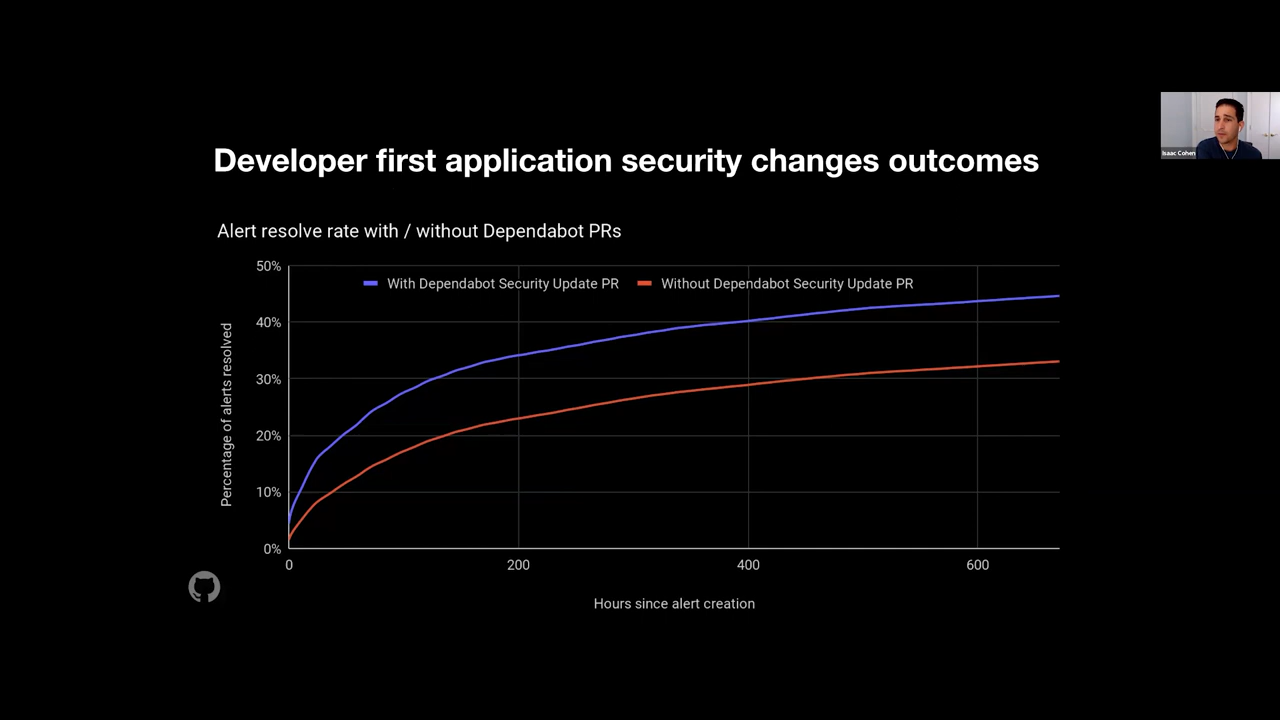 Developer first application security changes outcomes
Isaac Cohen
Alert resolve rate with / without Dependabot PRs
With Dependabot Security Update PR
Without Dependabot Security Update PR
Percentage of alerts resolved
50%
40%
30%
20%
10%
0%
0
200
400
600
Hours since alert creation